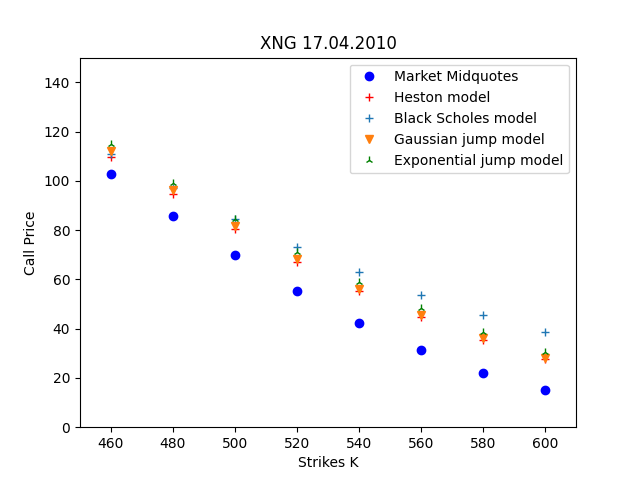 XNG 17.04.2010
Market Midquotes
Heston model
Black Scholes model
Gaussian jump model
Exponential jump model
Call Price
140
120
100
80
60
40
20
0
460 480 500 520 540 560 580 600
Strikes K